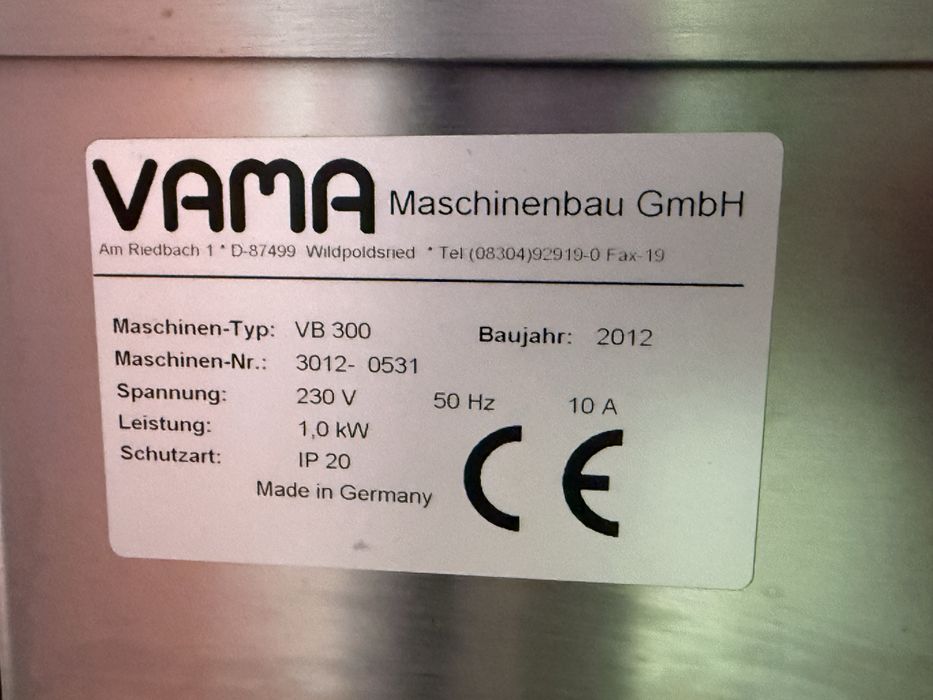 VAMA Maschinenbau GmbH
Am Riedbach 1 * D-87499 Wildpoldsried * Tel (08304)92919-0 Fax-19
Maschinen-Typ: VB 300 Baujahr: 2012
Maschinen-Nr.: 3012- 0531
Spannung: 230 V 50 Hz 10 A
Leistung: 1,0 kW
Schutzart: IP 20
Made in Germany CE